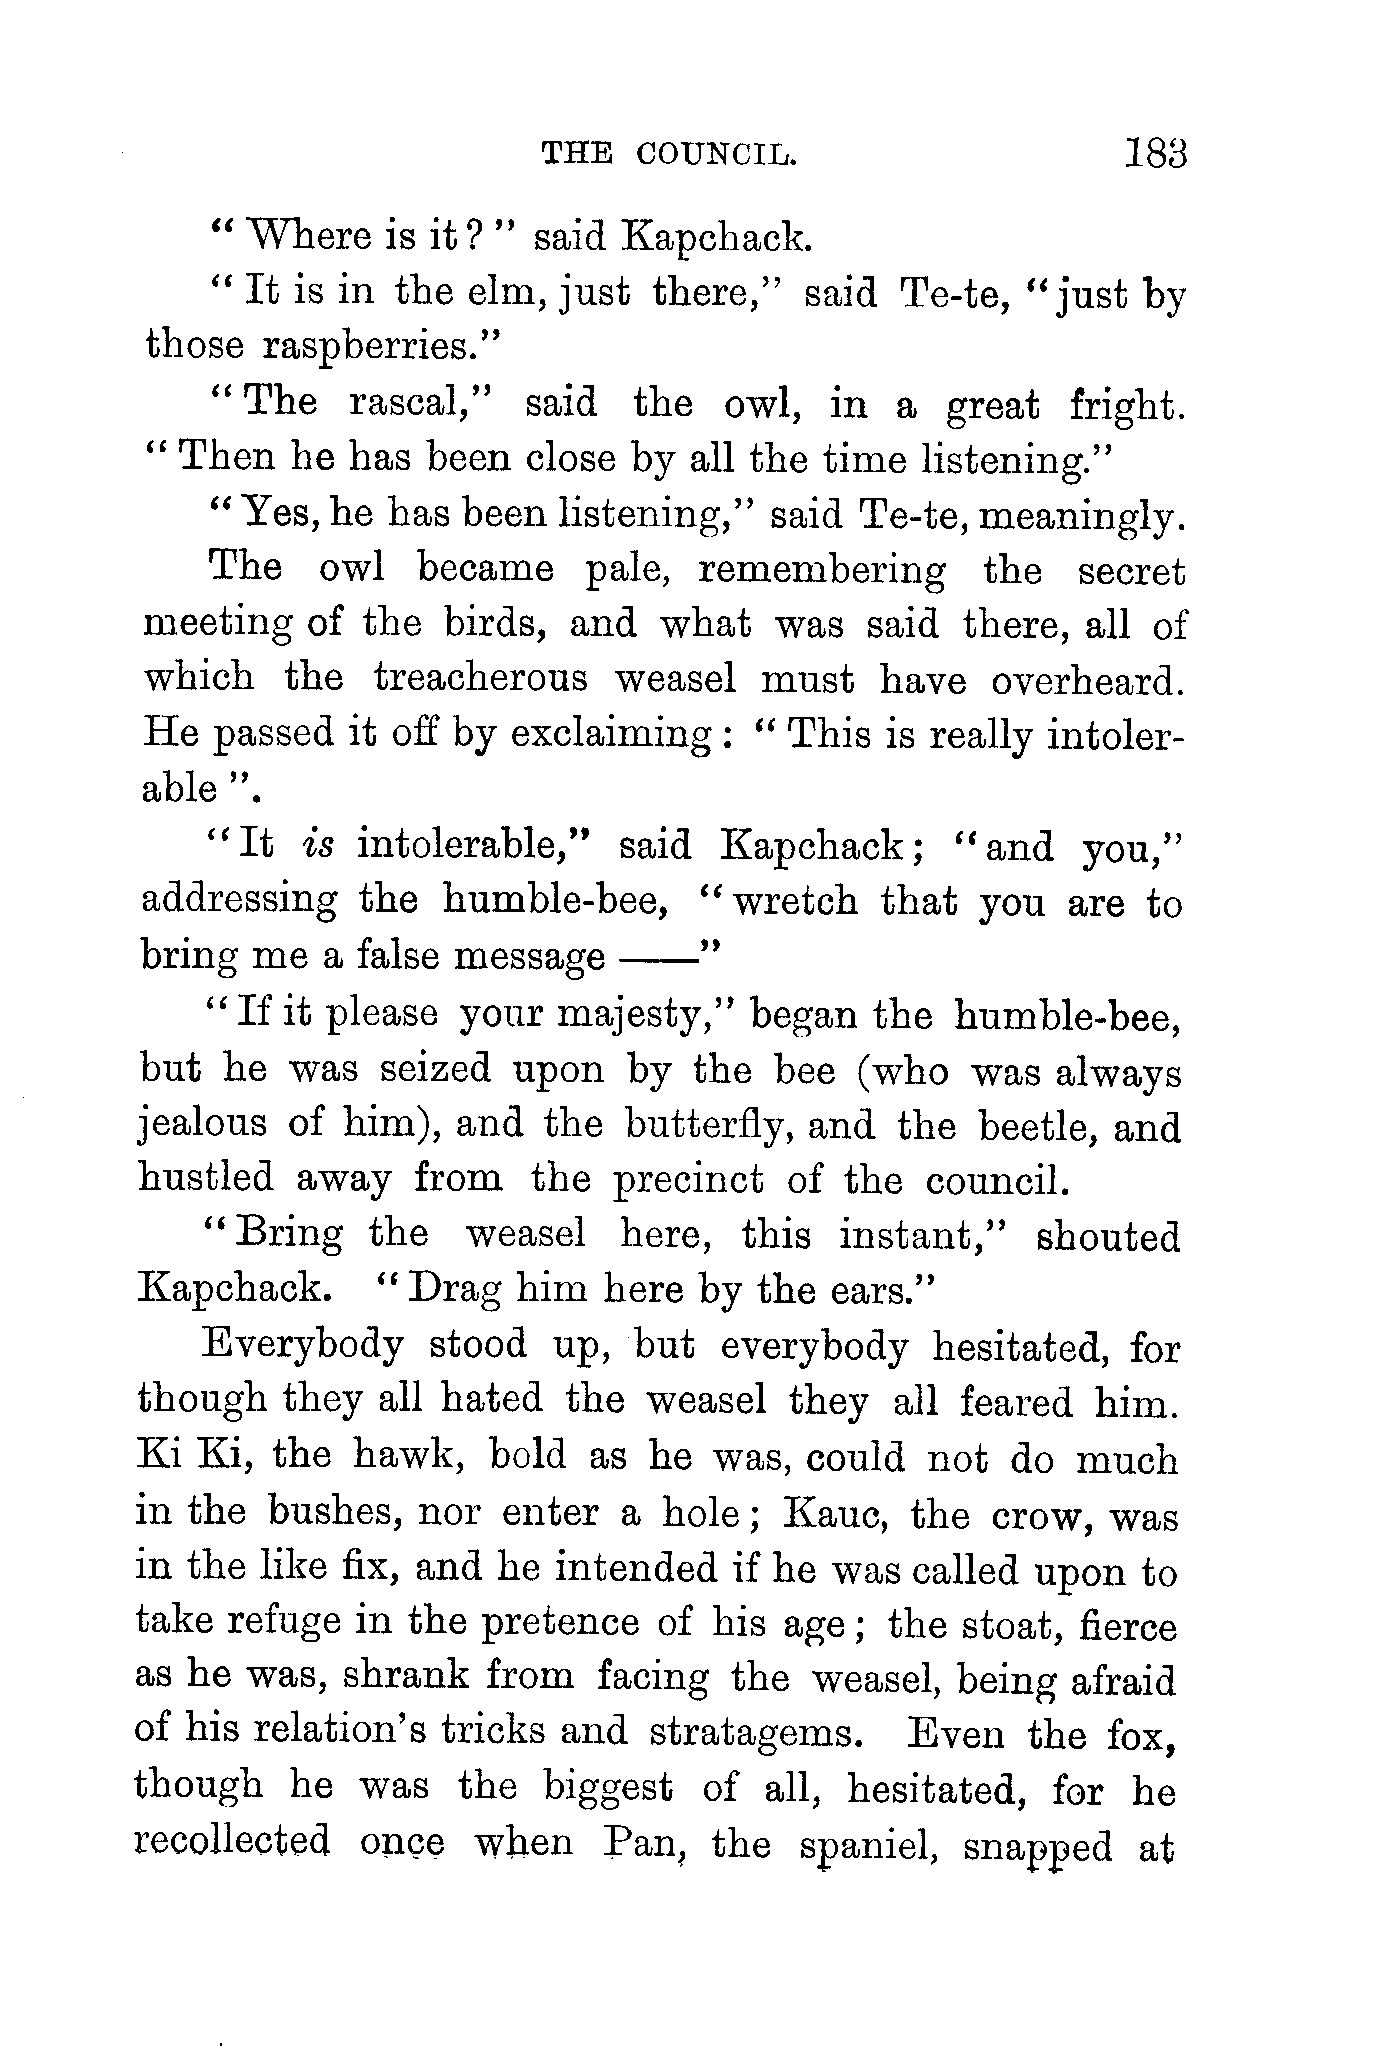 THE COUNCIL. 183
" Where is it? " said Kapchack.
" It is in the elm, just there," said Te-te, "just by
those raspberries."
" The rascal," said the owl, in a great fright.
" Then he has been close by all the time listening."
" Yes, he has been listening," said Te-te, meaningly.
The owl became pale, remembering the secret
meeting of the birds, and what was said there, all of
which the treacherous weasel must have overheard.
He passed it off by exclaiming : " This is really intoler-
able ".
"It is intolerable," said Kapchack; "and you,"
addressing the humble-bee, "wretch that you are to
bring me a false message ——"
"If it please your majesty," began the humble-bee,
but he was seized upon by the bee (who was always
jealous of him), and the butterfly, and the beetle, and
hustled away from the precinct of the council.
"Bring the weasel here, this instant," shouted
Kapchack. "Drag him here by the ears."
Everybody stood up, but everybody hesitated, for
though they all hated the weasel they all feared him.
Ki Ki, the hawk, bold as he was, could not do much
in the bushes, nor enter a hole; Kauc, the crow, was
in the like fix, and he intended if he was called upon to
take refuge in the pretence of his age; the stoat, fierce
as he was, shrank from facing the weasel, being afraid
of his relation's tricks and stratagems. Even the fox,
though he was the biggest of all, hesitated, for he
recollected once when Pan, the spaniel, snapped at